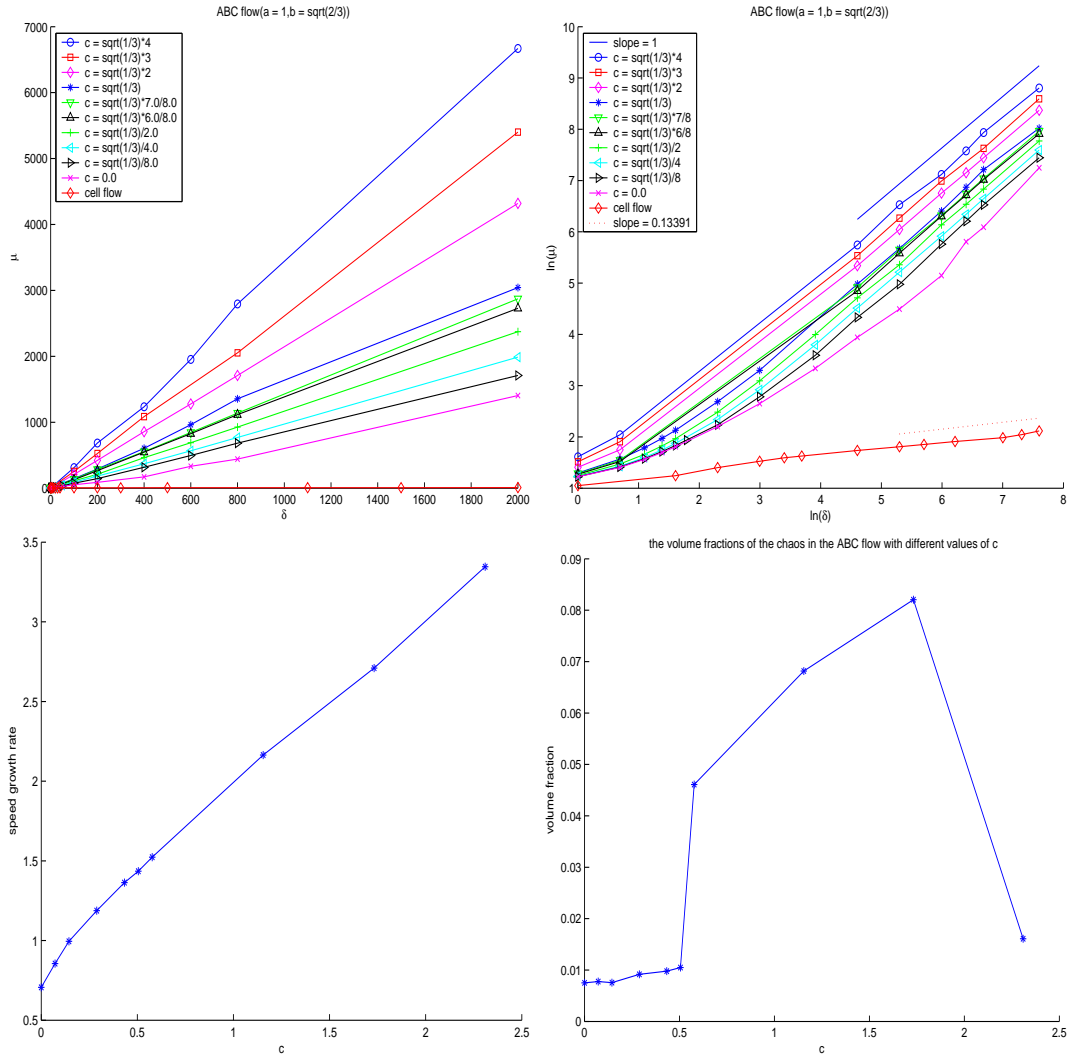 ABC flow(a = 1,b = sqrt(2/3))
7000
6000
5000
4000
3000
2000
1000
0
μ
c = sqrt(1/3)*4
c = sqrt(1/3)*3
c = sqrt(1/3)*2
c = sqrt(1/3)
c = sqrt(1/3)*7.0/8.0
c = sqrt(1/3)*6.0/8.0
c = sqrt(1/3)/2.0
c = sqrt(1/3)/4.0
c = sqrt(1/3)/8.0
c = 0.0
cell flow
0 200 400 600 800 1000 1200 1400 1600 1800 2000
δ
ABC flow(a = 1,b = sqrt(2/3))
10
9
8
7
6
5
4
3
2
1
ln(μ)
slope = 1
c = sqrt(1/3)*4
c = sqrt(1/3)*3
c = sqrt(1/3)*2
c = sqrt(1/3)
c = sqrt(1/3)*7/8
c = sqrt(1/3)*6/8
c = sqrt(1/3)/2
c = sqrt(1/3)/4
c = sqrt(1/3)/8
c = 0.0
cell flow
slope = 0.13391
0 1 2 3 4 5 6 7 8
ln(δ)
3.5
3
2.5
2
1.5
1
0.5
speed growth rate
0 0.5 1 1.5 2 2.5
c
the volume fractions of the chaos in the ABC flow with different values of c
0.09
0.08
0.07
0.06
0.05
0.04
0.03
0.02
0.01
0
volume fraction
0 0.5 1 1.5 2 2.5
c